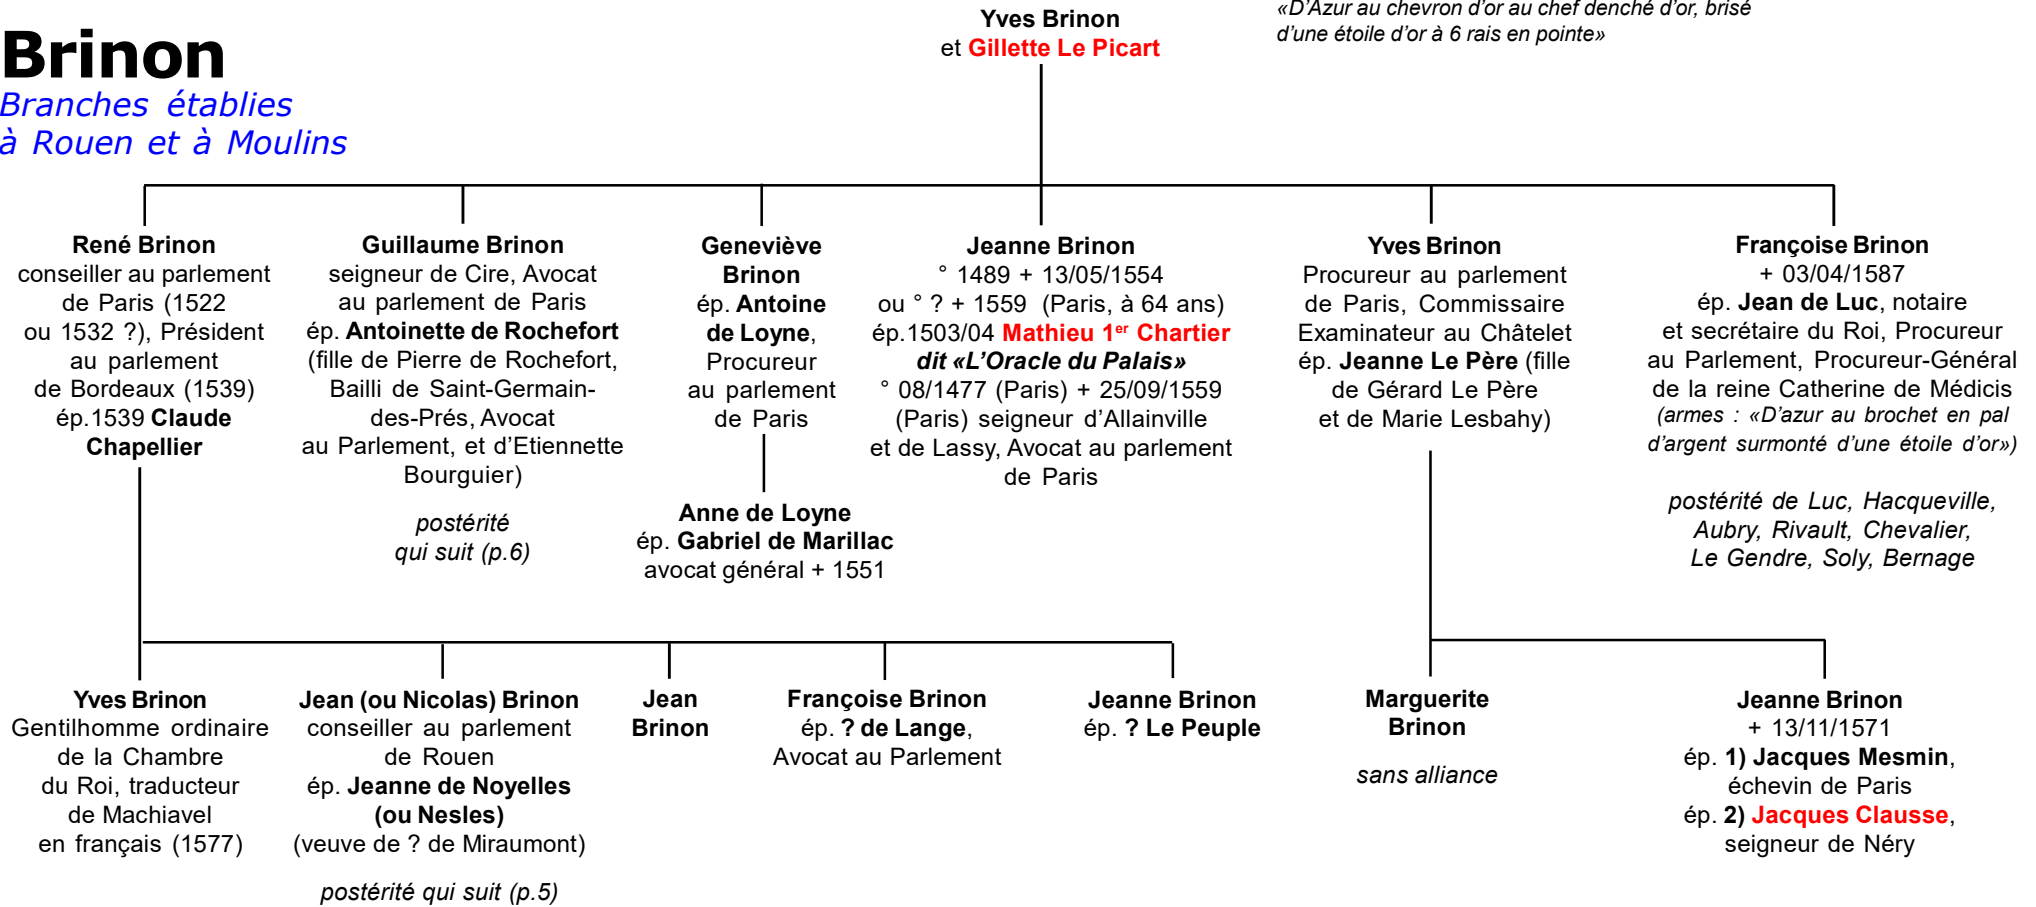 Brinon
Branches établies
à Rouen et à Moulins
Yves Brinon
et Gillette Le Picart
«D’Azur au chevron d’or au chef denché d’or, brisé
d’une étoile d’or à 6 rais en pointe»
René Brinon
conseiller au parlement
de Paris (1522
ou 1532 ?), Président
au parlement
de Bordeaux (1539)
ép.1539 Claude
Chapellier
Guillaume Brinon
seigneur de Cire, Avocat
au parlement de Paris
ép. Antoinette de Rochefort
(fille de Pierre de Rochefort,
Bailli de Saint-Germain-
des-Prés, Avocat
au Parlement, et d’Etiennette
Bourguier)
postérité
qui suit (p.6)
Geneviève
Brinon
ép. Antoine
de Loyne,
Procureur
au parlement
de Paris
Anne de Loyne
ép. Gabriel de Marillac
avocat général + 1551
Jeanne Brinon
° 1489 + 13/05/1554
ou ° ? + 1559 (Paris, à 64 ans)
ép.1503/04 Mathieu 1er Chartier
dit «L’Oracle du Palais»
° 08/1477 (Paris) + 25/09/1559
(Paris) seigneur d’Allainville
et de Lassy, Avocat au parlement
de Paris
Yves Brinon
Procureur au parlement
de Paris, Commissaire
Examinateur au Châtelet
ép. Jeanne Le Père (fille
de Gérard Le Père
et de Marie Lesbahy)
Françoise Brinon
+ 03/04/1587
ép. Jean de Luc, notaire
et secrétaire du Roi, Procureur
au Parlement, Procureur-Général
de la reine Catherine de Médicis
(armes : «D’azur au brochet en pal
d’argent surmonté d’une étoile d’or»)
postérité de Luc, Hacqueville,
Aubry, Rivault, Chevalier,
Le Gendre, Soly, Bernage
Yves Brinon
Gentilhomme ordinaire
de la Chambre
du Roi, traducteur
de Machiavel
en français (1577)
Jean (ou Nicolas) Brinon
conseiller au parlement
de Rouen
ép. Jeanne de Noyelles
(ou Nesles)
(veuve de ? de Miraumont)
postérité qui suit (p.5)
Jean
Brinon
Françoise Brinon
ép. ? de Lange,
Avocat au Parlement
Jeanne Brinon
ép. ? Le Peuple
Marguerite
Brinon
sans alliance
Jeanne Brinon
+ 13/11/1571
ép. 1) Jacques Mesmin,
échevin de Paris
ép. 2) Jacques Clausse,
seigneur de Néry